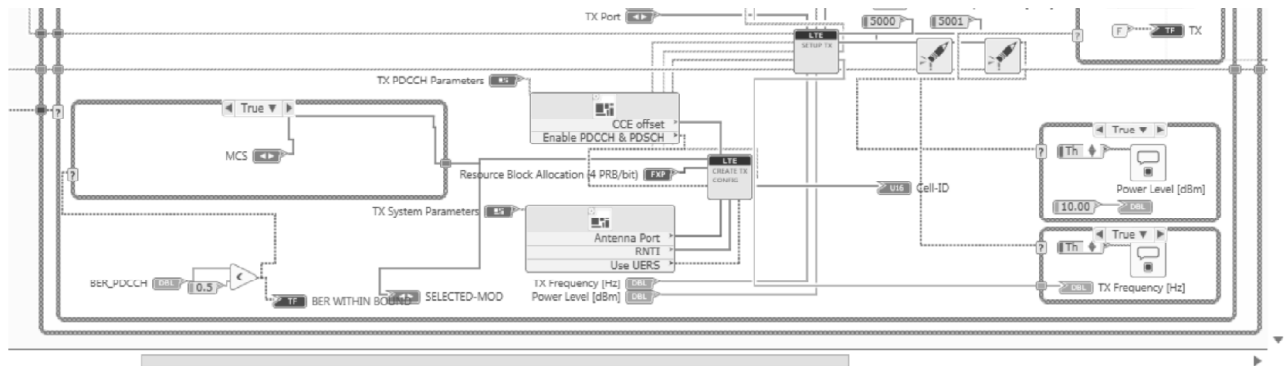 TX Port
5000
5001
F
TF
TX
LTE
SETUP TX
TX PDCCH Parameters
True
CCE offset
Enable PDCCH & PDSCH
MCS
LTE
CREATE TX
CONFIG
Resource Block Allocation (4 PRB/bit)
FXP
U16
Cell-ID
True
Th
Power Level [dBm]
10.00
DBL
TX System Parameters
Antenna Port
RNTI
Use UERS
True
Th
BER_PDCCH
DBL
0.5
TF
BER WITHIN BOUND
SELECTED-MOD
TX Frequency [Hz]
DBL
Power Level [dBm]
DBL
DBL
TX Frequency [Hz]